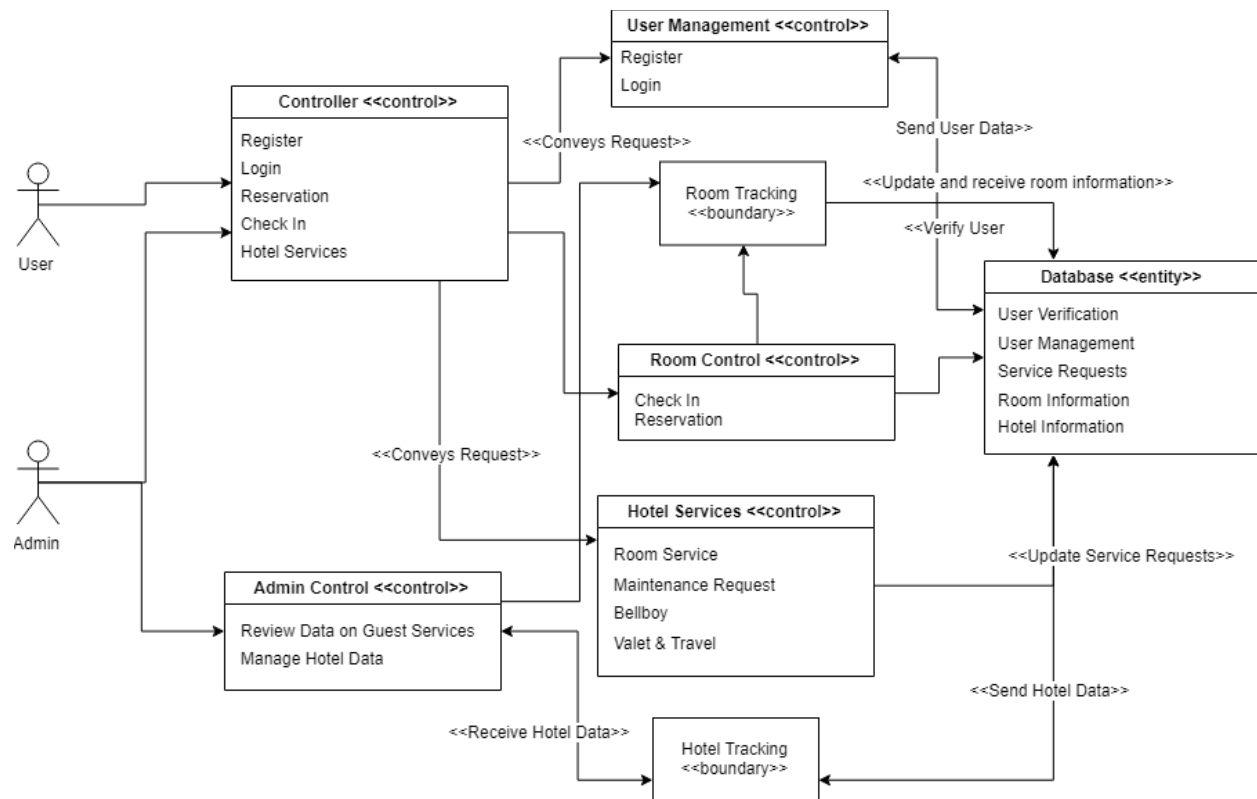 User Management <<control>>
Register
Login
Controller <<control>>
Register
Login
Reservation
Check In
Hotel Services
<<Conveys Request>>
Send User Data>>
User
Room Tracking
<<boundary>>
<<Update and receive room information>>
<<Verify User
Database <<entity>>
User Verification
User Management
Service Requests
Room Information
Hotel Information
Room Control <<control>>
Check In
Reservation
<<Conveys Request>>
Admin
Hotel Services <<control>>
Room Service
Maintenance Request
Bellboy
Valet & Travel
<<Update Service Requests>>
Admin Control <<control>>
Review Data on Guest Services
Manage Hotel Data
<<Send Hotel Data>>
<<Receive Hotel Data>>
Hotel Tracking
<<boundary>>